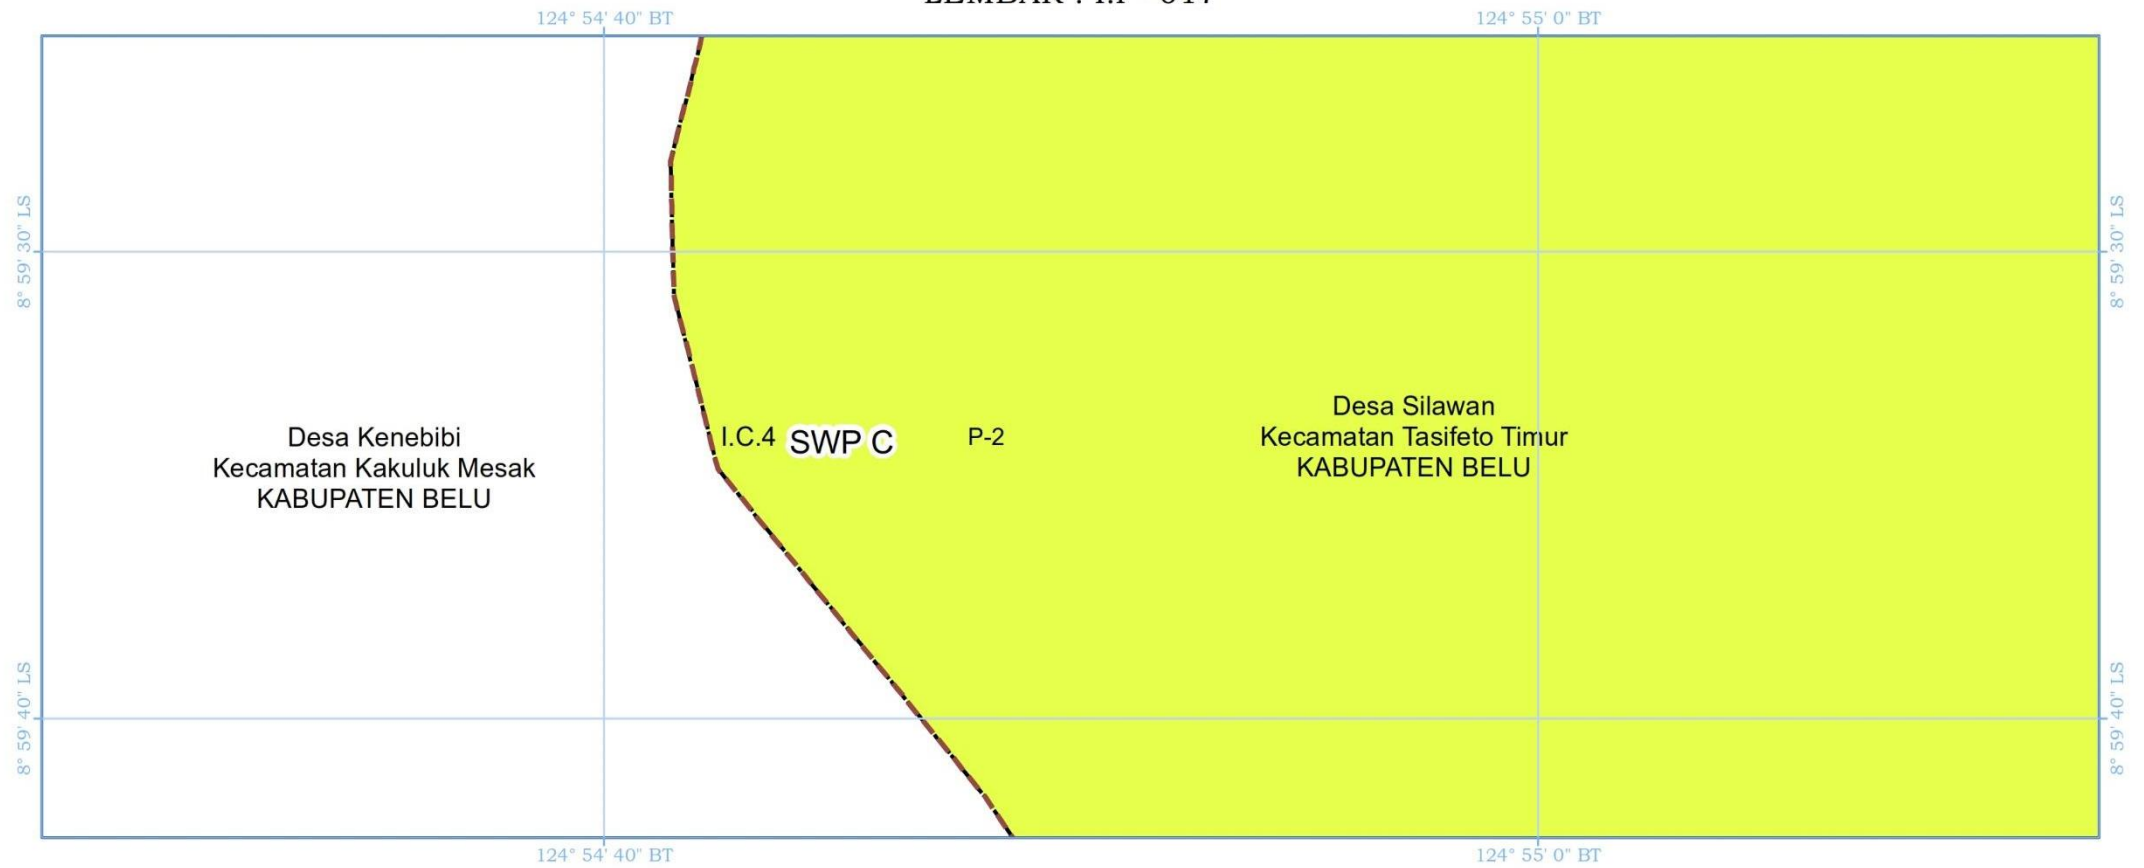 124° 54' 40" BT
124° 55' 0" BT
8° 59' 30" LS
8° 59' 30" LS
Desa Kenebibi
Kecamatan Kakuluk Mesak
KABUPATEN BELU
I.C.4
SWP C
P-2
Desa Silawan
Kecamatan Tasifeto Timur
KABUPATEN BELU
8° 59' 40" LS
8° 59' 40" LS
124° 54' 40" BT
124° 55' 0" BT